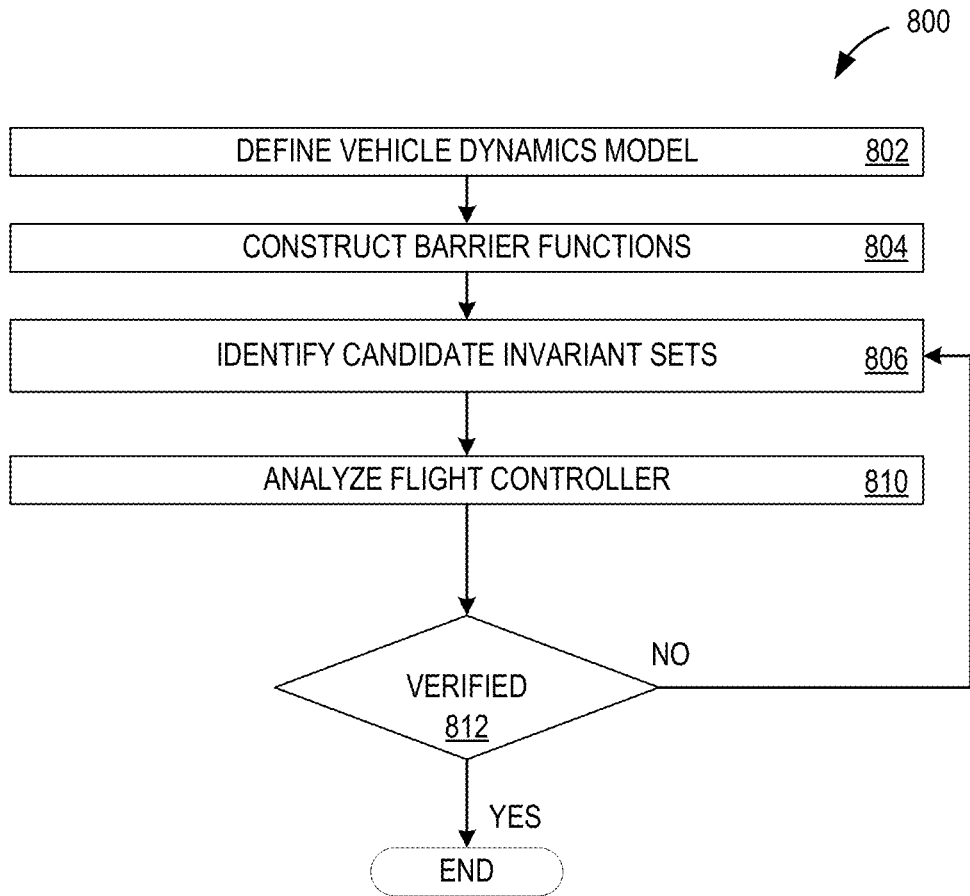 800
DEFINE VEHICLE DYNAMICS MODEL 802
CONSTRUCT BARRIER FUNCTIONS 804
IDENTIFY CANDIDATE INVARIANT SETS 806
ANALYZE FLIGHT CONTROLLER 810
NO
VERIFIED
812
YES
END